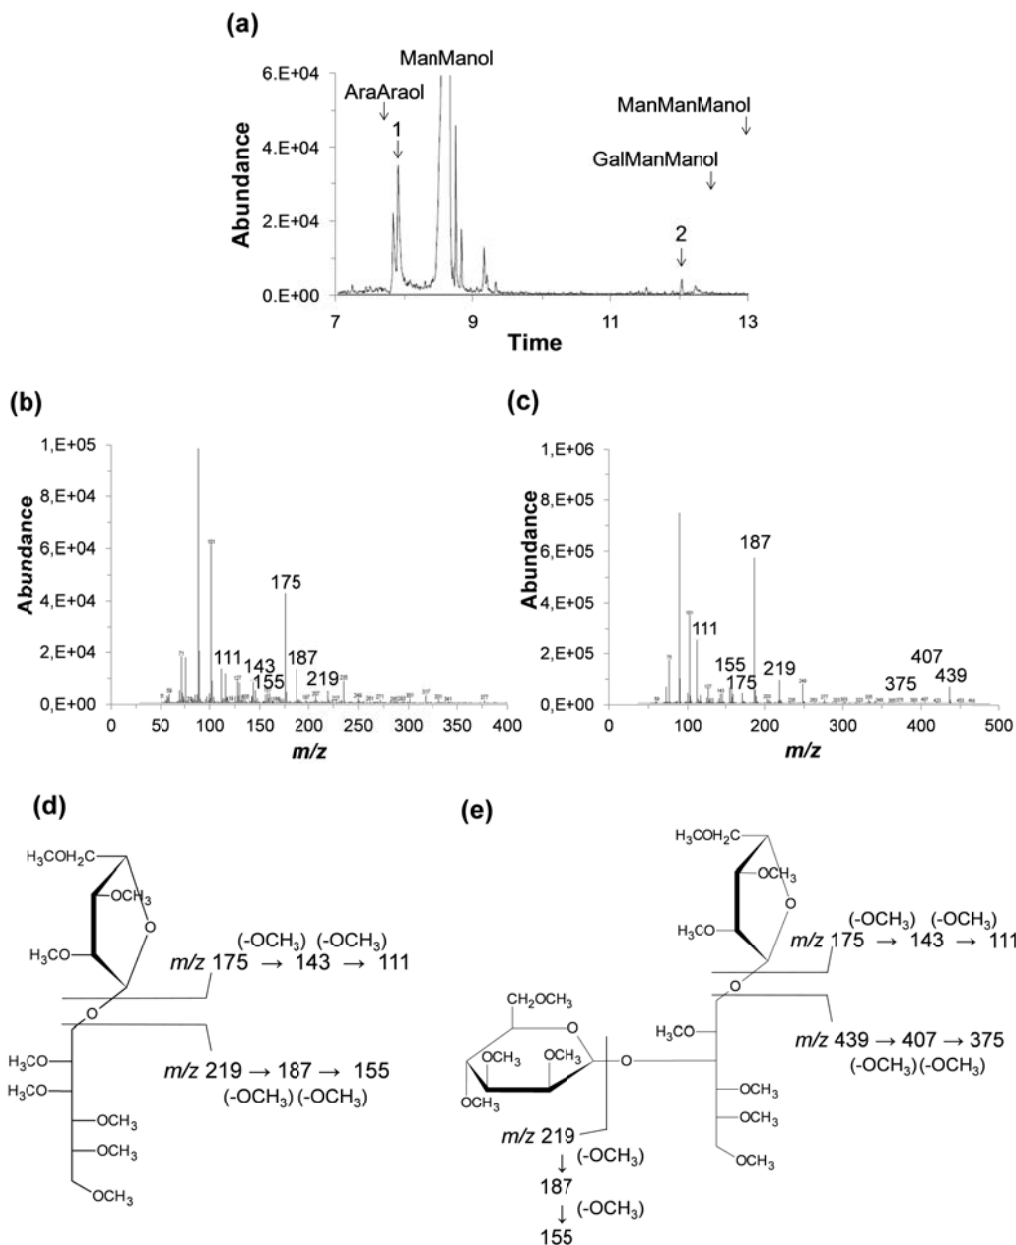 (a)
6.E+04
4.E+04
2.E+04
0.E+00
Abundance
ManManol
AraAraol
1
ManManManol
GalManManol
2
7 9 11 13
Time
(b)
1,E+05
8,E+04
6,E+04
4,E+04
2,E+04
0,E+00
Abundance
175
111
143
155
187
219
0 50 100 150 200 250 300 350 400
m/z
(c)
1,E+06
8,E+05
6,E+05
4,E+05
2,E+05
0,E+00
Abundance
187
111
155
175
219
407
375
439
0 100 200 300 400 500
m/z
(d)
H₃COH₂C
OCH₃
O
H₃CO
(-OCH₃) (-OCH₃)
m/z 175 → 143 → 111
O
m/z 219 → 187 → 155
(-OCH₃)(-OCH₃)
H₃CO
H₃CO
OCH₃
OCH₃
OCH₃
(e)
H₃COH₂C
OCH₃
O
H₃CO
(-OCH₃) (-OCH₃)
m/z 175 → 143 → 111
O
H₃CO
m/z 439 → 407 → 375
(-OCH₃)(-OCH₃)
CH₂OCH₃
O
OCH₃ OCH₃
O
OCH₃
OCH₃
OCH₃
OCH₃
m/z 219
↓ (-OCH₃)
187
↓ (-OCH₃)
155